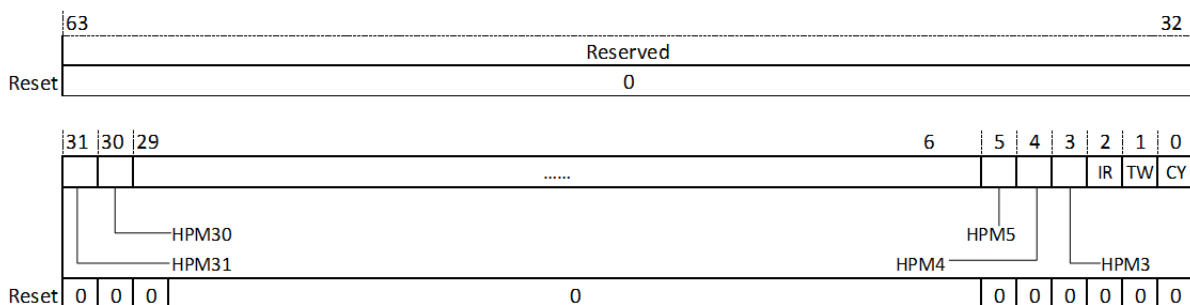 63 32
Reserved
Reset 0
31 30 29 6 5 4 3 2 1 0
...... IR TW CY
HPM30 HPM5
HPM31 HPM4 HPM3
Reset 0 0 0 0 0 0 0 0 0 0